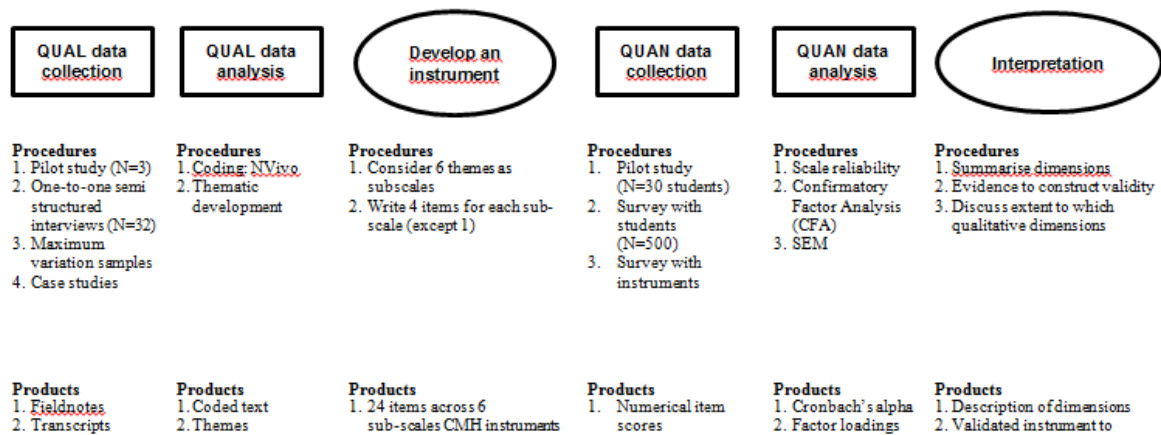 QUAL data
collection
QUAL data
analysis
Develop an
instrument
QUAN data
collection
QUAN data
analysis
Interpretation
Procedures
1. Pilot study (N=3)
2. One-to-one semi
structured
interviews (N=32)
3. Maximum
variation samples
4. Case studies
Procedures
1. Coding: NVivo
2. Thematic
development
Procedures
1. Consider 6 themes as
subscales
2. Write 4 items for each sub-
scale (except 1)
Procedures
1. Pilot study
(N=30 students)
2. Survey with
students
(N=500)
3. Survey with
instruments
Procedures
1. Scale reliability
2. Confirmatory
Factor Analysis
(CFA)
3. SEM
Procedures
1. Summarise dimensions
2. Evidence to construct validity
3. Discuss extent to which
qualitative dimensions
Products
1. Fieldnotes
2. Transcripts
Products
1. Coded text
2. Themes
Products
1. 24 items across 6
sub-scales CMH instruments
Products
1. Numerical item
scores
Products
1. Cronbach's alpha
2. Factor loadings
Products
1. Description of dimensions
2. Validated instrument to